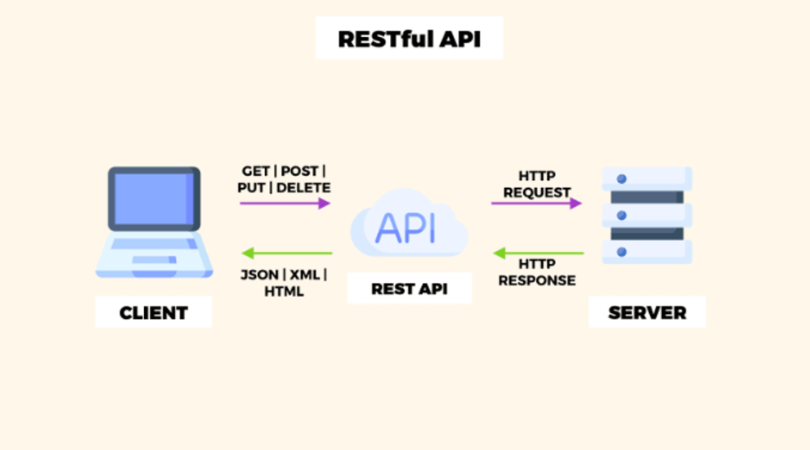 RESTful API
GET | POST |
PUT | DELETE
HTTP
REQUEST
API
JSON | XML |
HTML
HTTP
RESPONSE
REST API
CLIENT
SERVER